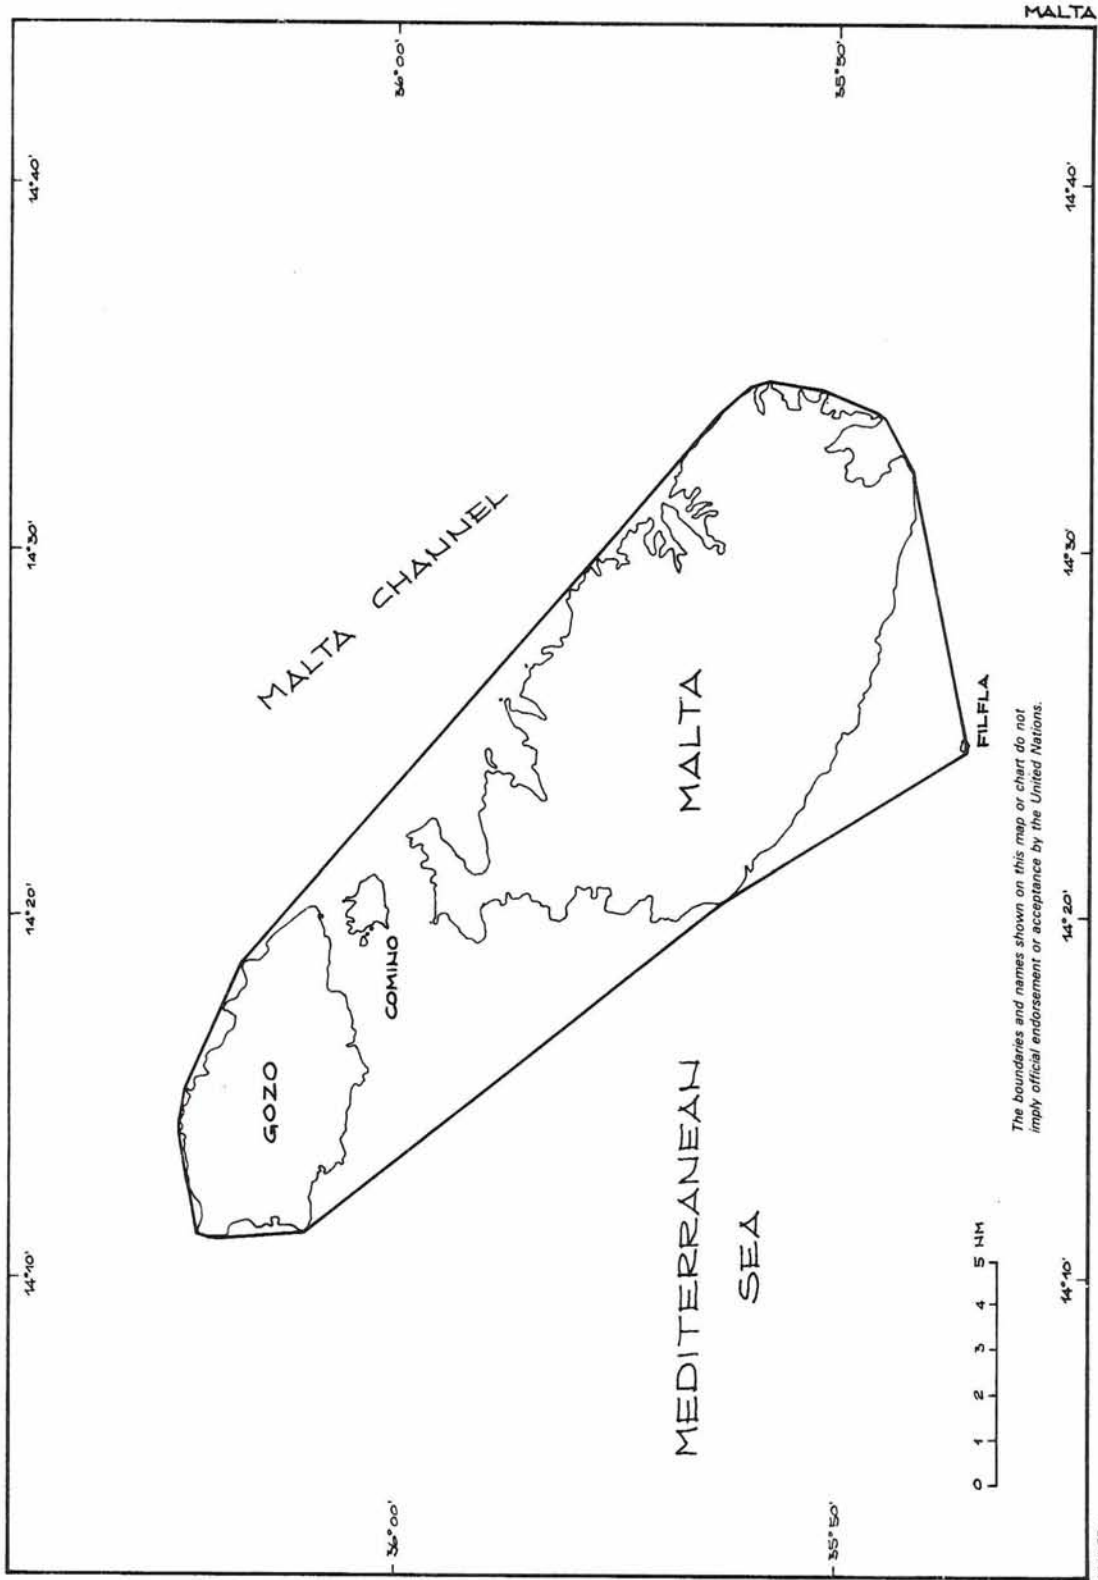 MALTA
14°10'
14°20'
14°30'
14°40'
36°00'
36°00'
35°50'
35°50'
MALTA CHANNEL
GOZO
COMINO
MALTA
MEDITERRANEAN
SEA
FILFLA
0 1 2 3 4 5 NM
The boundaries and names shown on this map or chart do not
imply official endorsement or acceptance by the United Nations.
14°10'
14°20'
14°30'
14°40'